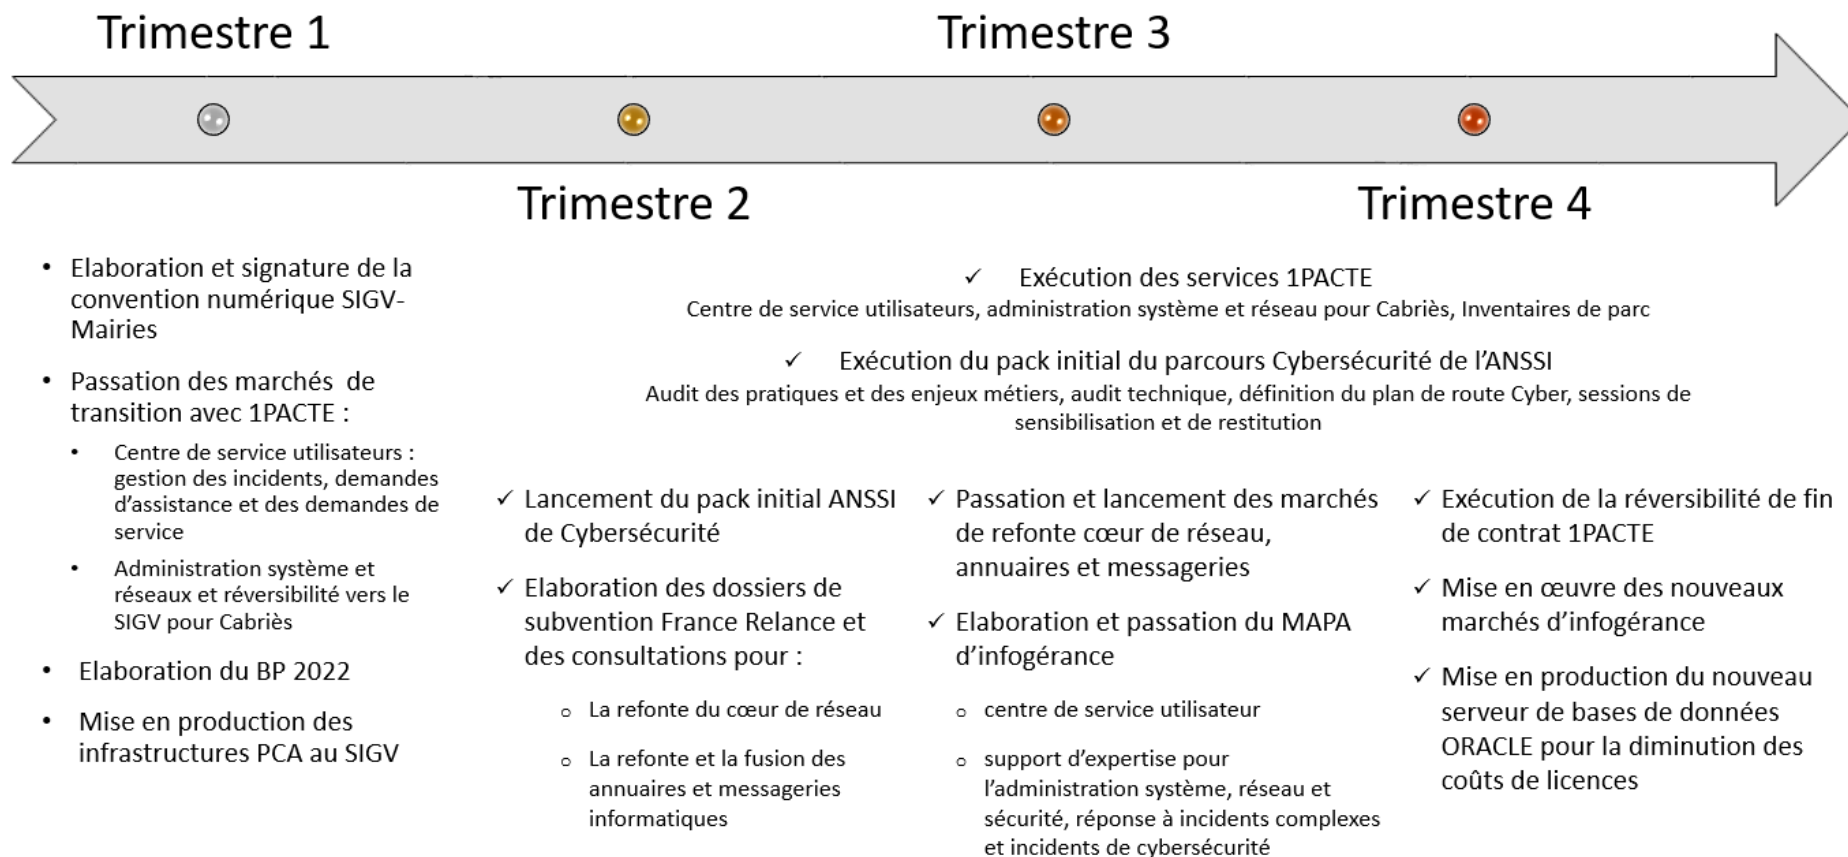 Trimestre 1
Trimestre 3
Trimestre 2
Trimestre 4
• Elaboration et signature de la
convention numérique SIGV-
Mairies
• Passation des marchés de
transition avec 1PACTE :
• Centre de service utilisateurs :
gestion des incidents, demandes
d'assistance et des demandes de
service
• Administration système et
réseaux et réversibilité vers le
SIGV pour Cabriès
• Elaboration du BP 2022
• Mise en production des
infrastructures PCA au SIGV
✓ Exécution des services 1PACTE
Centre de service utilisateurs, administration système et réseau pour Cabriès, Inventaires de parc
✓ Exécution du pack initial du parcours Cybersécurité de l'ANSSI
Audit des pratiques et des enjeux métiers, audit technique, définition du plan de route Cyber, sessions de
sensibilisation et de restitution
✓ Lancement du pack initial ANSSI
de Cybersécurité
✓ Elaboration des dossiers de
subvention France Relance et
des consultations pour :
o La refonte du cœur de réseau
o La refonte et la fusion des
annuaires et messageries
informatiques
✓ Passation et lancement des marchés
de refonte cœur de réseau,
annuaires et messageries
✓ Elaboration et passation du MAPA
d'infogérance
o centre de service utilisateur
o support d'expertise pour
l'administration système, réseau et
sécurité, réponse à incidents complexes
et incidents de cybersécurité
✓ Exécution de la réversibilité de fin
de contrat 1PACTE
✓ Mise en œuvre des nouveaux
marchés d'infogérance
✓ Mise en production du nouveau
serveur de bases de données
ORACLE pour la diminution des
coûts de licences